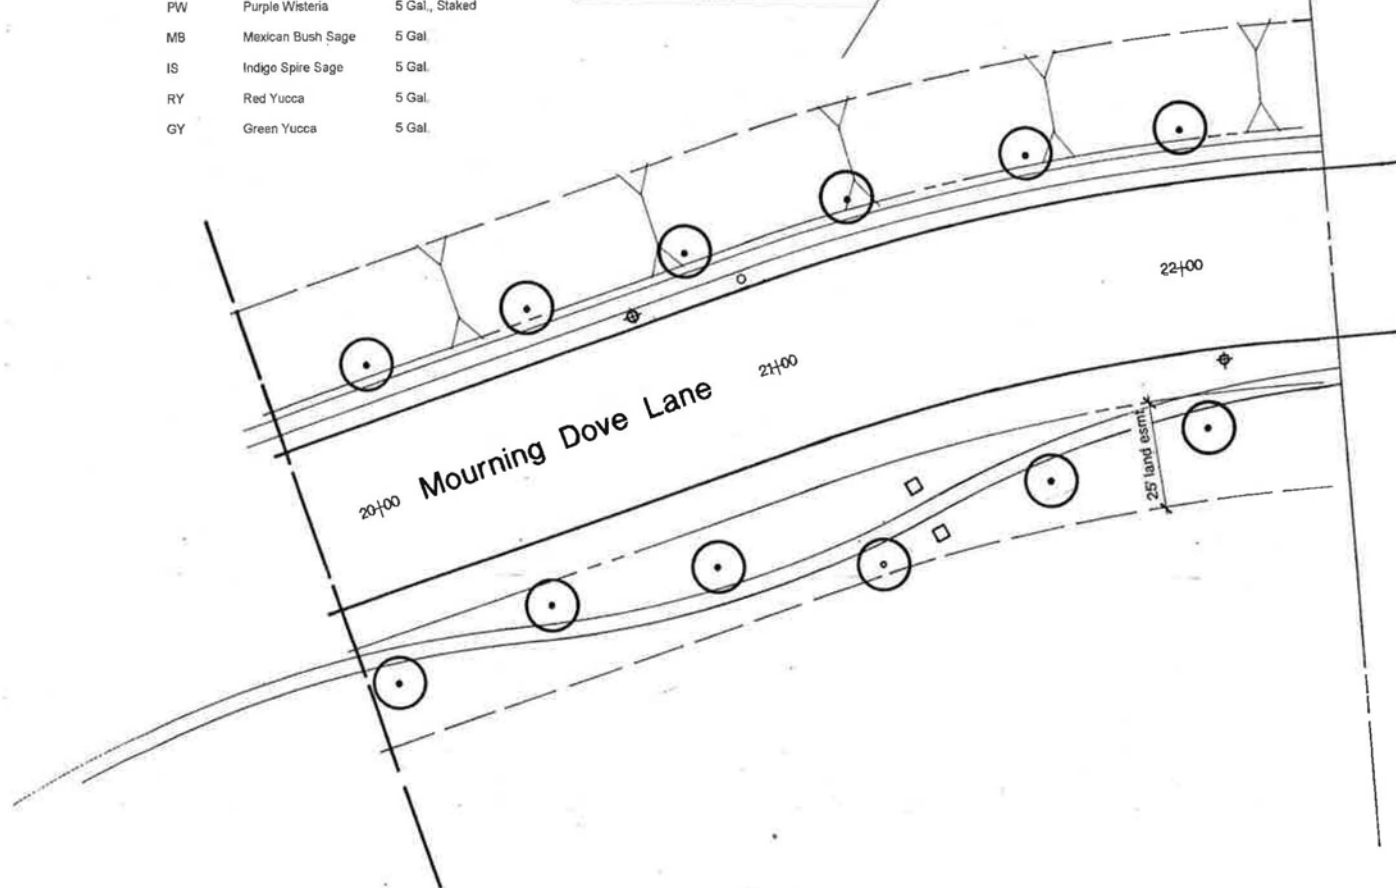 PW Purple Wisteria 5 Gal., Staked
MB Mexican Bush Sage 5 Gal.
IS Indigo Spire Sage 5 Gal.
RY Red Yucca 5 Gal.
GY Green Yucca 5 Gal.
22+00
21+00
Mourning Dove Lane
20+00
25' land esmt.